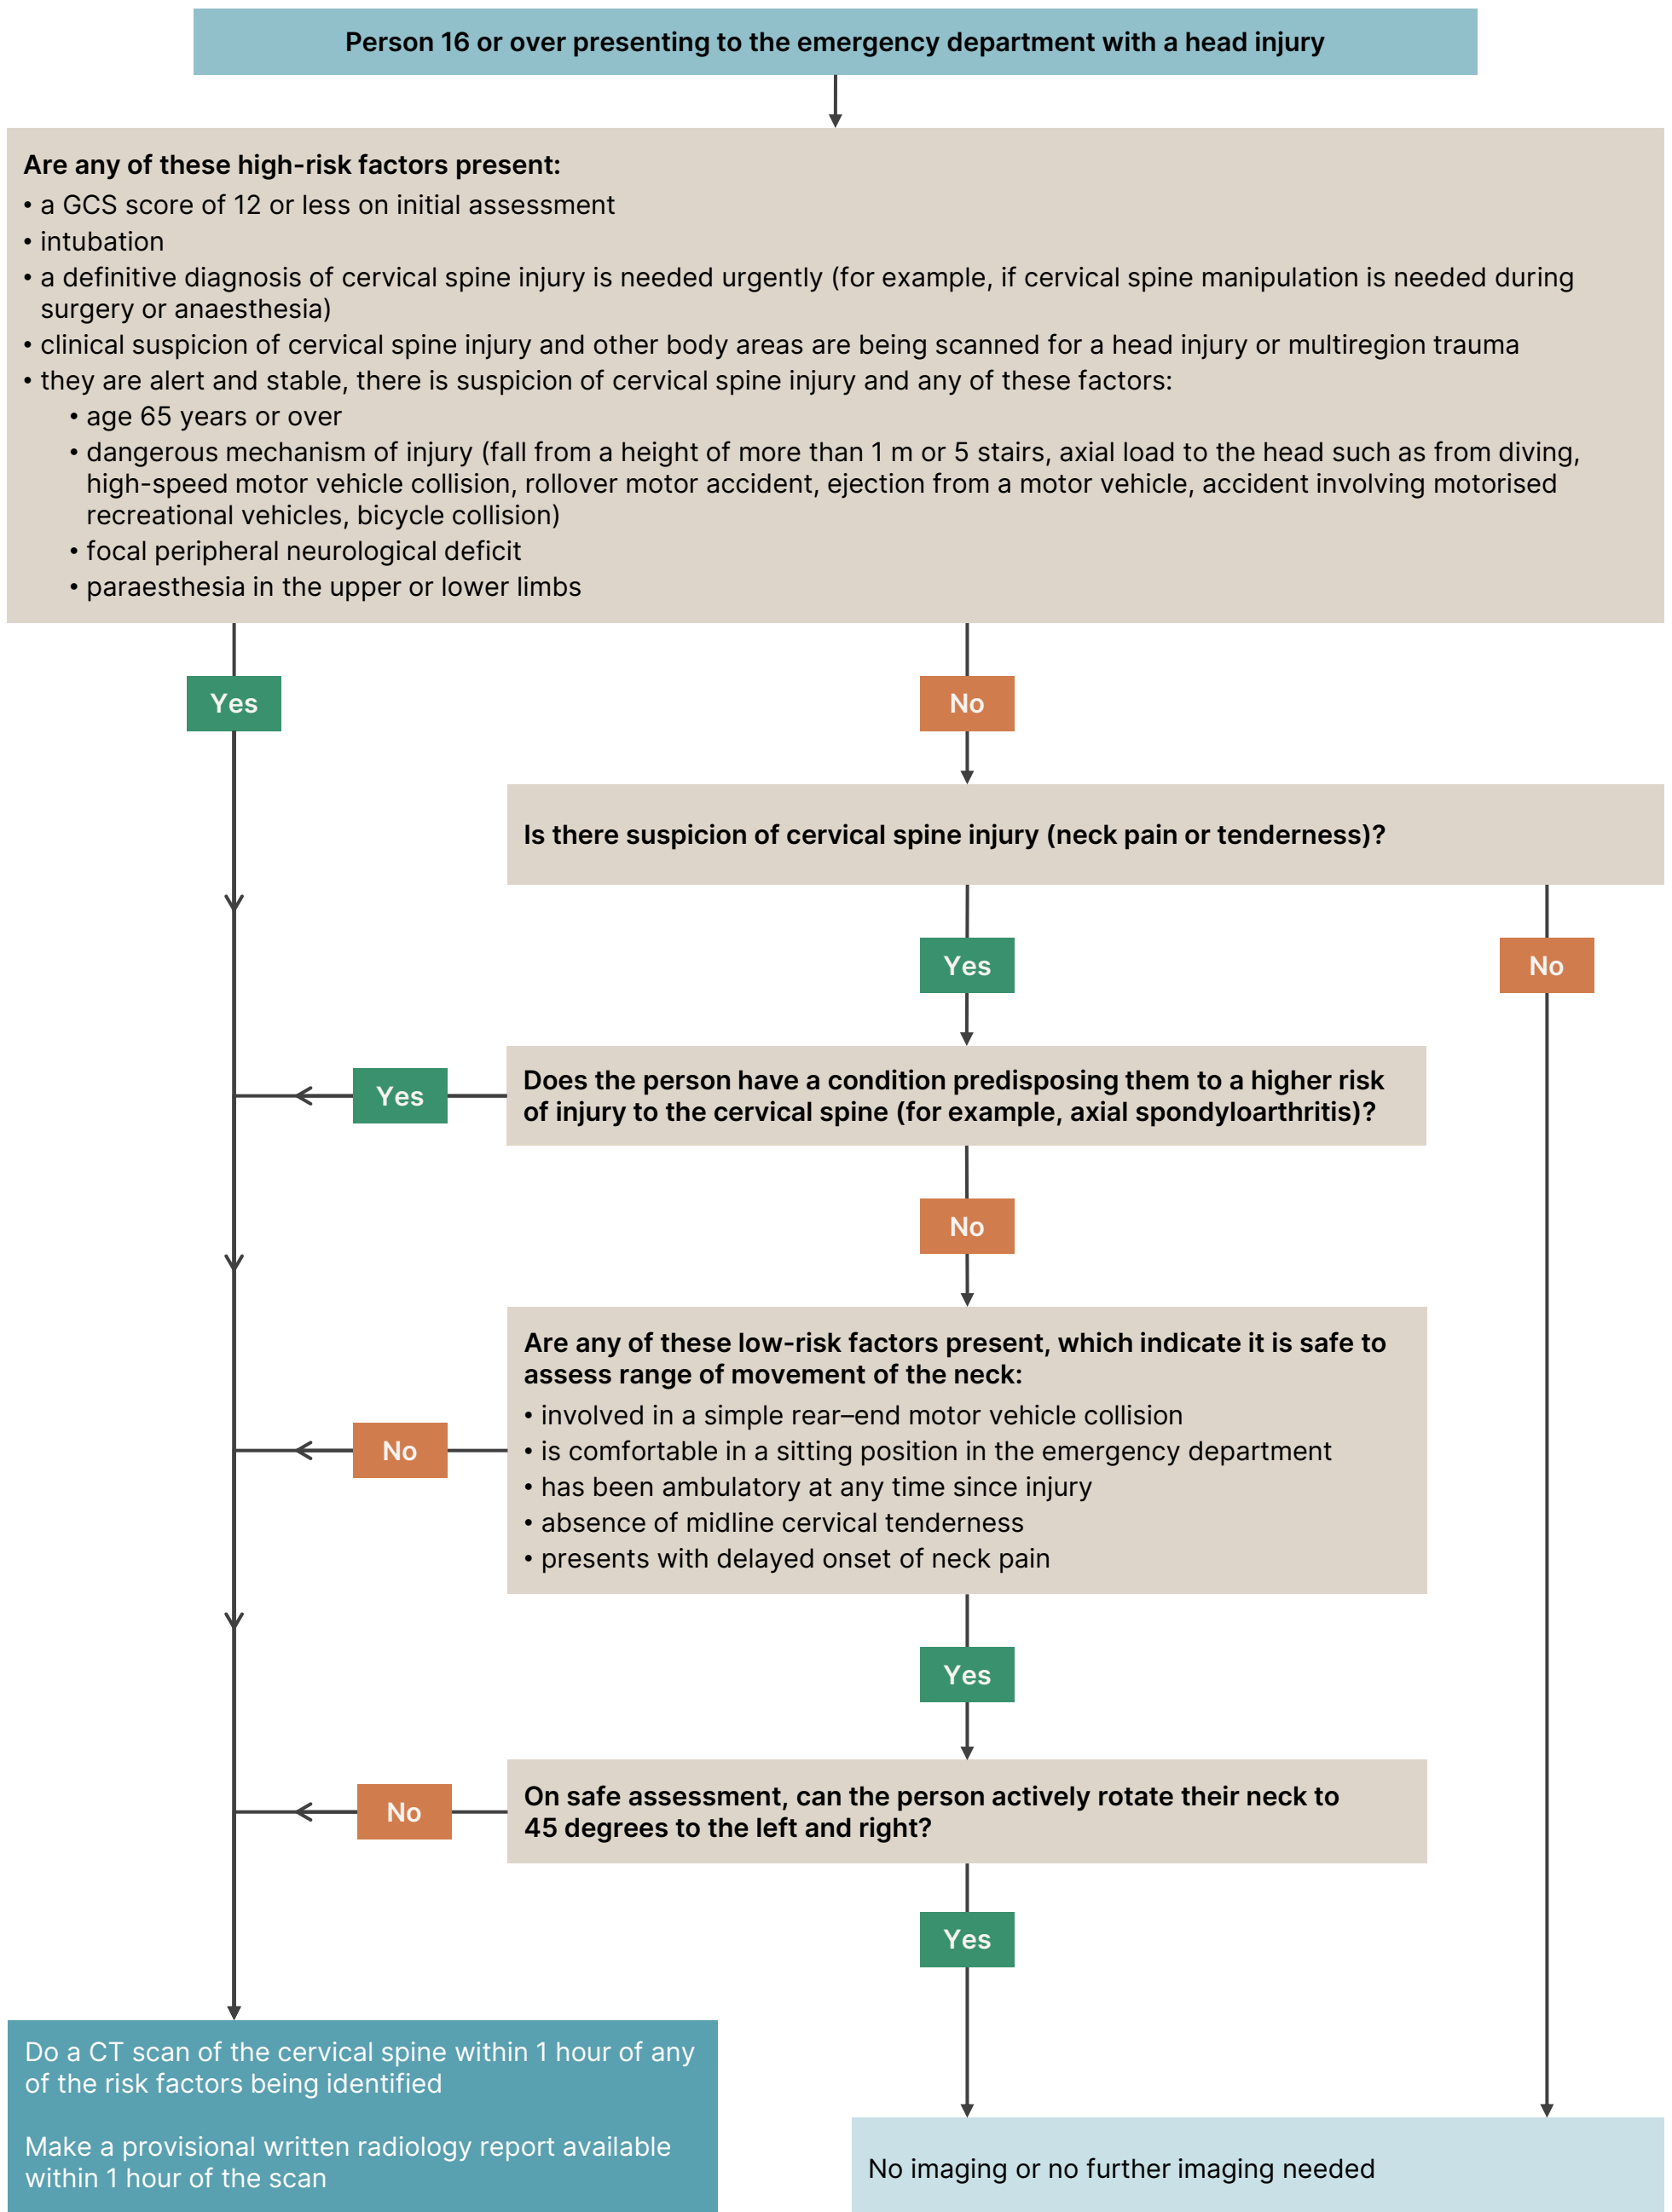 Person 16 or over presenting to the emergency department with a head injury
Are any of these high-risk factors present:
• a GCS score of 12 or less on initial assessment
• intubation
• a definitive diagnosis of cervical spine injury is needed urgently (for example, if cervical spine manipulation is needed during
surgery or anaesthesia)
• clinical suspicion of cervical spine injury and other body areas are being scanned for a head injury or multiregion trauma
• they are alert and stable, there is suspicion of cervical spine injury and any of these factors:
• age 65 years or over
• dangerous mechanism of injury (fall from a height of more than 1 m or 5 stairs, axial load to the head such as from diving,
high-speed motor vehicle collision, rollover motor accident, ejection from a motor vehicle, accident involving motorised
recreational vehicles, bicycle collision)
• focal peripheral neurological deficit
• paraesthesia in the upper or lower limbs
Yes
No
Is there suspicion of cervical spine injury (neck pain or tenderness)?
Yes
No
Does the person have a condition predisposing them to a higher risk
of injury to the cervical spine (for example, axial spondyloarthritis)?
Yes
No
Are any of these low-risk factors present, which indicate it is safe to
assess range of movement of the neck:
• involved in a simple rear–end motor vehicle collision
• is comfortable in a sitting position in the emergency department
• has been ambulatory at any time since injury
• absence of midline cervical tenderness
• presents with delayed onset of neck pain
No
Yes
On safe assessment, can the person actively rotate their neck to
45 degrees to the left and right?
No
Yes
Do a CT scan of the cervical spine within 1 hour of any
of the risk factors being identified
Make a provisional written radiology report available
within 1 hour of the scan
No imaging or no further imaging needed